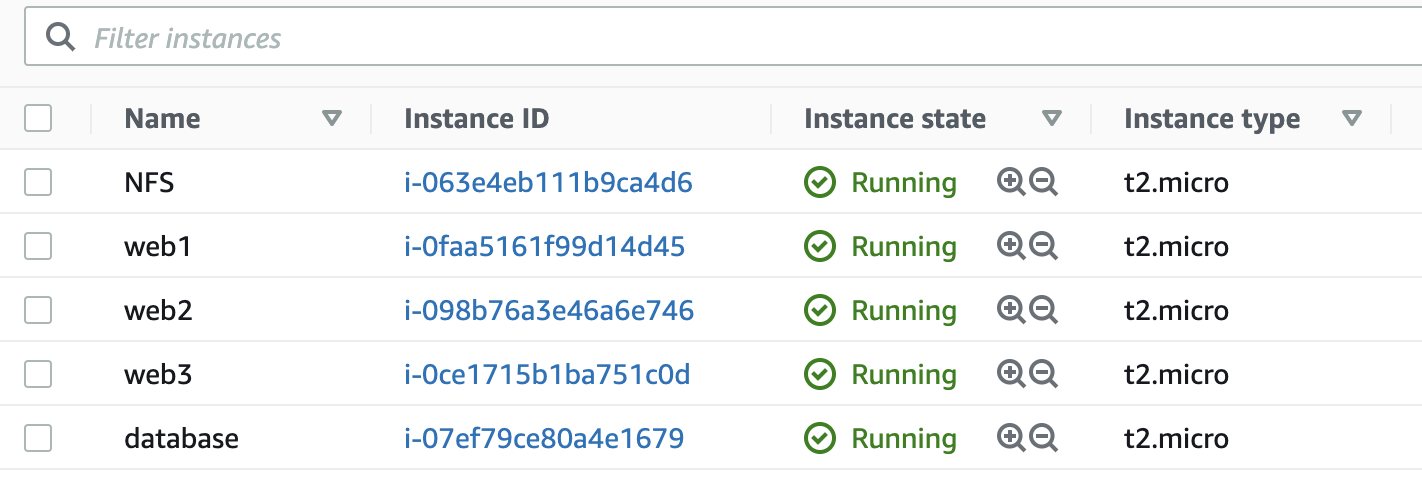 Filter instances
Name Instance ID Instance state Instance type
NFS i-063e4eb111b9ca4d6 Running t2.micro
web1 i-0faa5161f99d14d45 Running t2.micro
web2 i-098b76a3e46a6e746 Running t2.micro
web3 i-0ce1715b1ba751c0d Running t2.micro
database i-07ef79ce80a4e1679 Running t2.micro